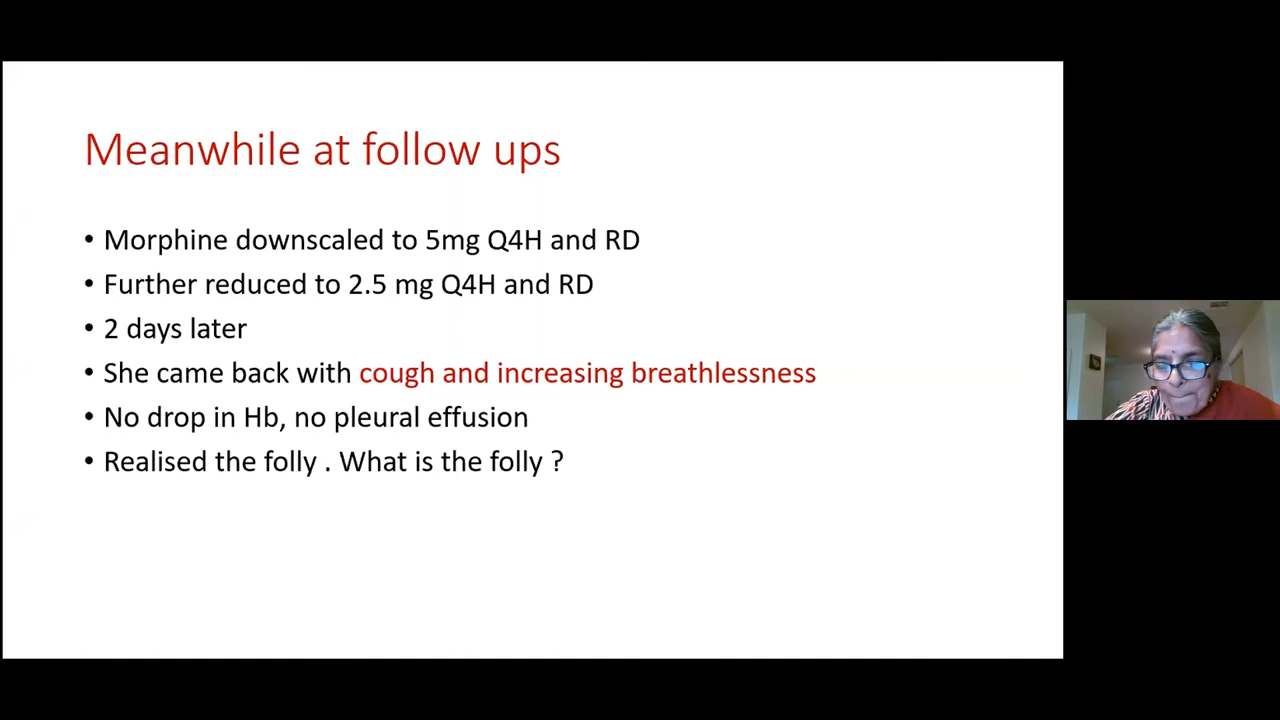 Meanwhile at follow ups
• Morphine downscaled to 5mg Q4H and RD
• Further reduced to 2.5 mg Q4H and RD
• 2 days later
• She came back with cough and increasing breathlessness
• No drop in Hb, no pleural effusion
• Realised the folly . What is the folly ?